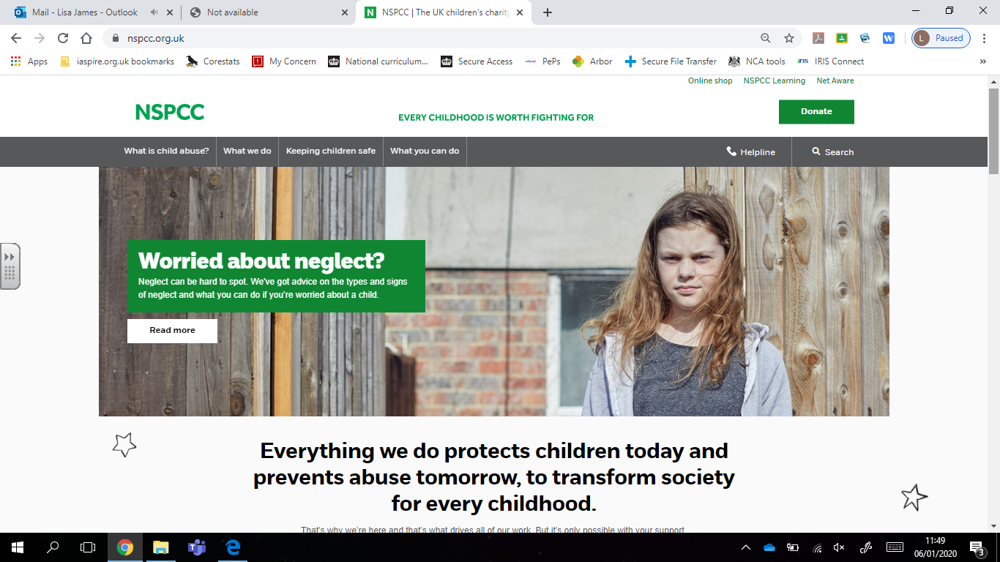 Mail - Lisa James - Outlook
Not available
NSPCC | The UK children's charity
nspcc.org.uk
L Paused
Apps
iaspire.org.uk bookmarks
Corestats
My Concern
National curriculum...
Secure Access
PePs
Arbor
Secure File Transfer
NCA tools
iris
IRIS Connect
»
Online shop
NSPCC Learning
Net Aware
NSPCC
EVERY CHILDHOOD IS WORTH FIGHTING FOR
Donate
What is child abuse?
What we do
Keeping children safe
What you can do
Helpline
Search
Worried about neglect?
Neglect can be hard to spot. We've got advice on the types and signs
of neglect and what you can do if you're worried about a child.
Read more
Everything we do protects children today and
prevents abuse tomorrow, to transform society
for every childhood.
That's why we're here and that's what drives all of our work. But it's only possible with your support.
11:49
06/01/2020
3